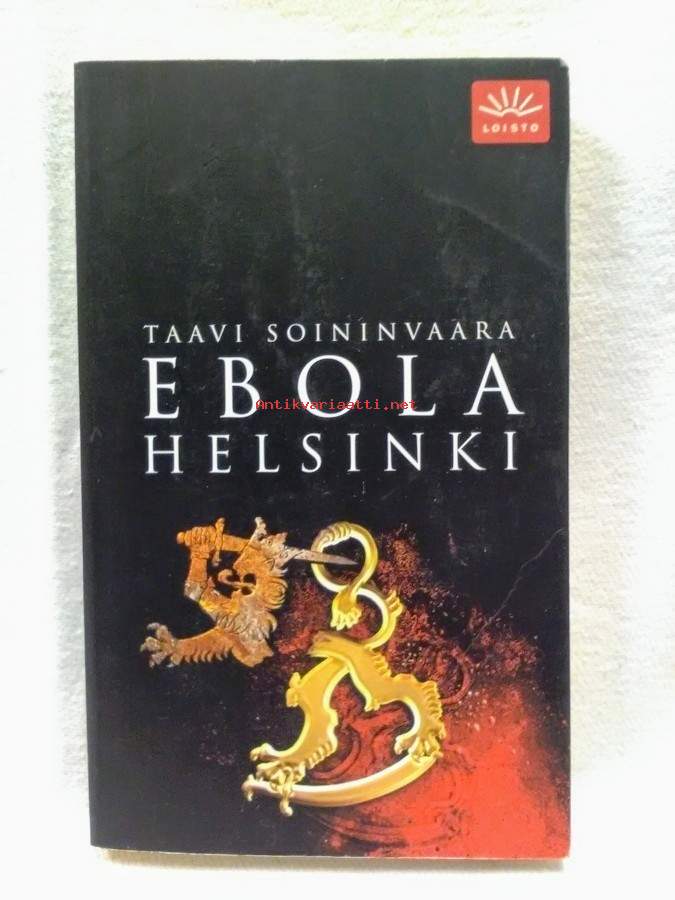 LOISTO
TAAVI SOININVAARA
EBOLA
Antikvariaatti.net
HELSINKI